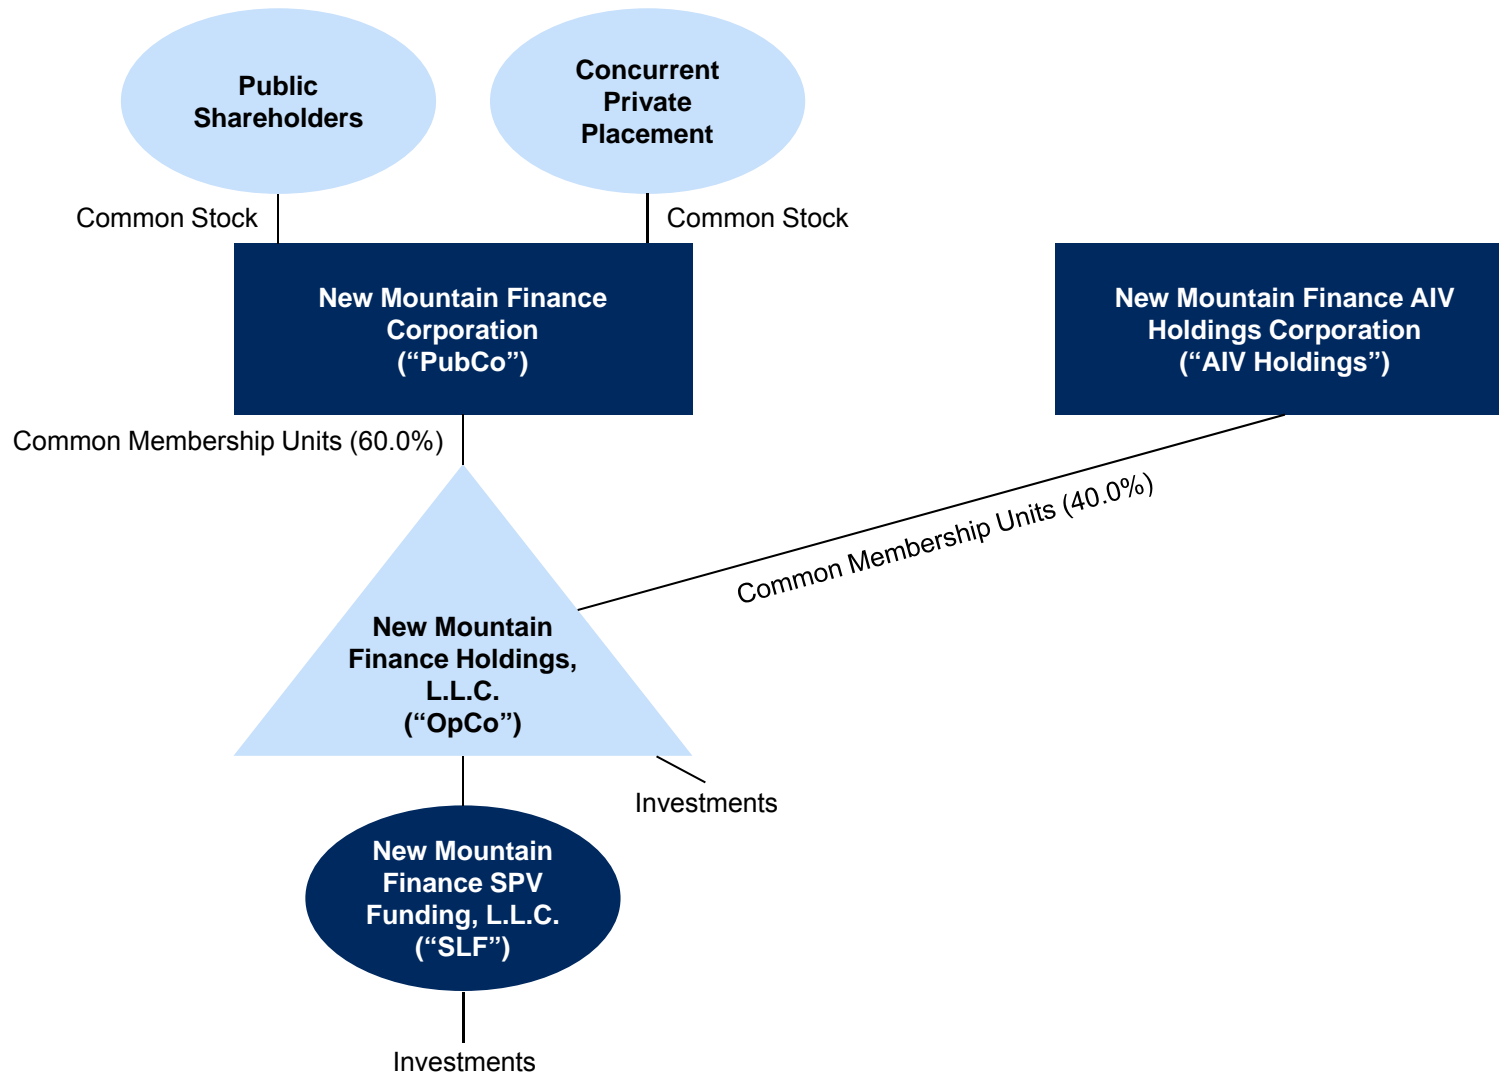 Public
Shareholders
Concurrent
Private
Placement
Common Stock
Common Stock
New Mountain Finance
Corporation
(“PubCo”)
New Mountain Finance AIV
Holdings Corporation
(“AIV Holdings”)
Common Membership Units (60.0%)
Common Membership Units (40.0%)
New Mountain
Finance Holdings,
L.L.C.
(“OpCo”)
Investments
New Mountain
Finance SPV
Funding, L.L.C.
(“SLF”)
Investments